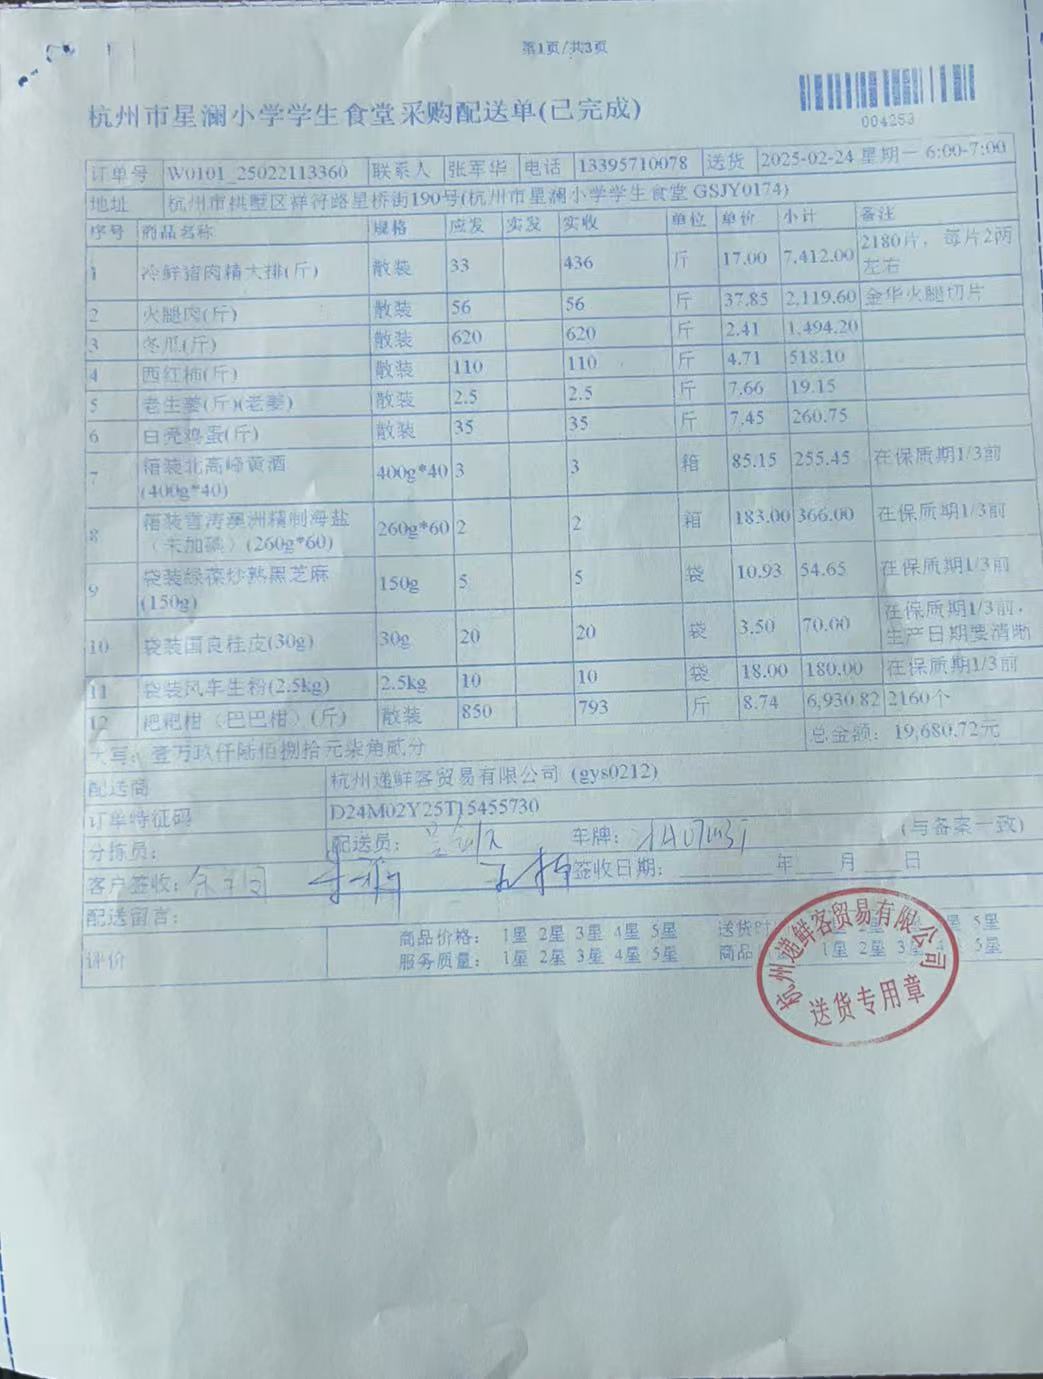 第1页/共3页
004253
杭州市星澜小学学生食堂采购配送单(已完成)
订单号 W0101_25022113360 联系人 张军华 电话 13395710078 送货 2025-02-24 星期一 6:00-7:00
地址 杭州市拱墅区祥符路星桥街190号(杭州市星澜小学学生食堂 GSJY0174)
序号 商品名称 规格 应发 实发 实收 单位 单价 小计 备注
1 冷鲜猪肉精大排(斤) 散装 33 436 斤 17.00 7,412.00 2180片，每片2两左右
2 火腿肉(斤) 散装 56 56 斤 37.85 2,119.60 金华火腿切片
3 冬瓜(斤) 散装 620 620 斤 2.41 1,494.20
4 西红柿(斤) 散装 110 110 斤 4.71 518.10
5 老生姜(斤)(老姜) 散装 2.5 2.5 斤 7.66 19.15
6 白壳鸡蛋(斤) 散装 35 35 斤 7.45 260.75
7 箱装北高峰黄酒(400g*40) 400g*40 3 3 箱 85.15 255.45 在保质期1/3前
8 箱装雪涛澳洲精制海盐（未加碘）(260g*60) 260g*60 2 2 箱 183.00 366.00 在保质期1/3前
9 袋装绿葆炒熟黑芝麻(150g) 150g 5 5 袋 10.93 54.65 在保质期1/3前
10 袋装国良桂皮(30g) 30g 20 20 袋 3.50 70.00 在保质期1/3前，生产日期要清晰
11 袋装风车生粉(2.5kg) 2.5kg 10 10 袋 18.00 180.00 在保质期1/3前
12 粑粑柑（巴巴柑）(斤) 散装 850 793 斤 8.74 6,930.82 2160个
大写：壹万玖仟陆佰捌拾元柒角贰分 总金额：19,680.72元
配送商 杭州递鲜客贸易有限公司 (gys0212)
订单特征码 D24M02Y25T15455730
分拣员： 配送员： 车牌： (与备案一致)
客户签收： 签收日期： 年 月 日
配送留言：
评价 商品价格： 1星 2星 3星 4星 5星 送货时 星 5星
服务质量： 1星 2星 3星 4星 5星 商品 1星 2星 3星 5星
杭州递鲜客贸易有限公司
送货专用章